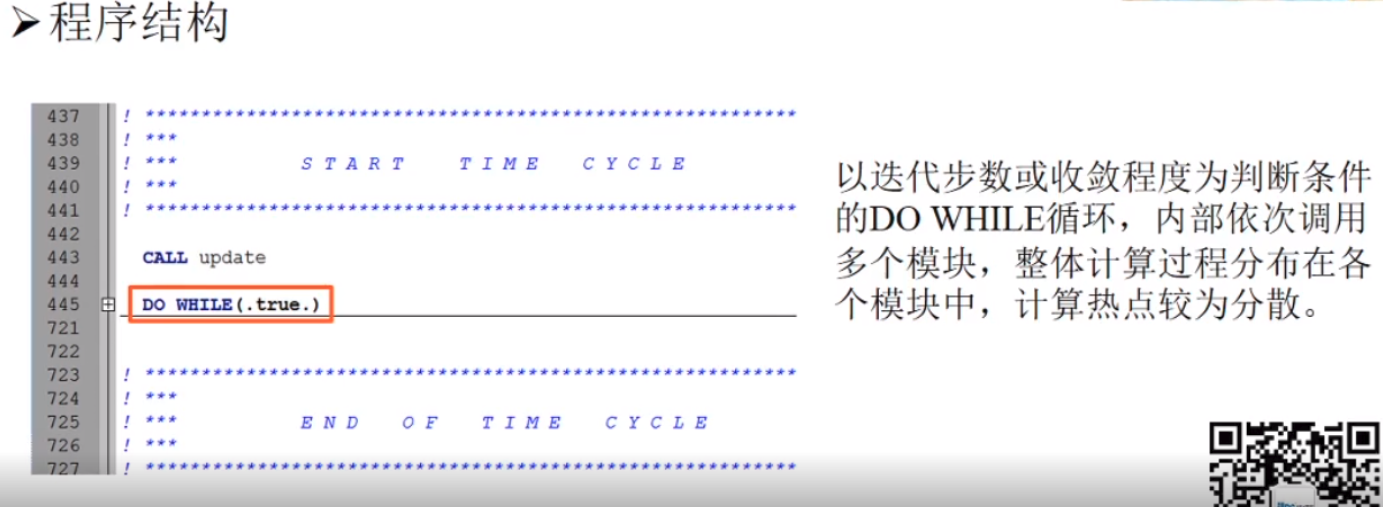 ➤程序结构
437 ! ************************************************************
438 ! ***
439 ! *** S T A R T T I M E C Y C L E
440 ! ***
441 ! ************************************************************
442
443 CALL update
444
445 DO WHILE(.true.)
721
722
723 ! ************************************************************
724 ! ***
725 ! *** E N D O F T I M E C Y C L E
726 ! ***
727 ! ************************************************************
以迭代步数或收敛程度为判断条件
的DO WHILE循环，内部依次调用
多个模块，整体计算过程分布在各
个模块中，计算热点较为分散。